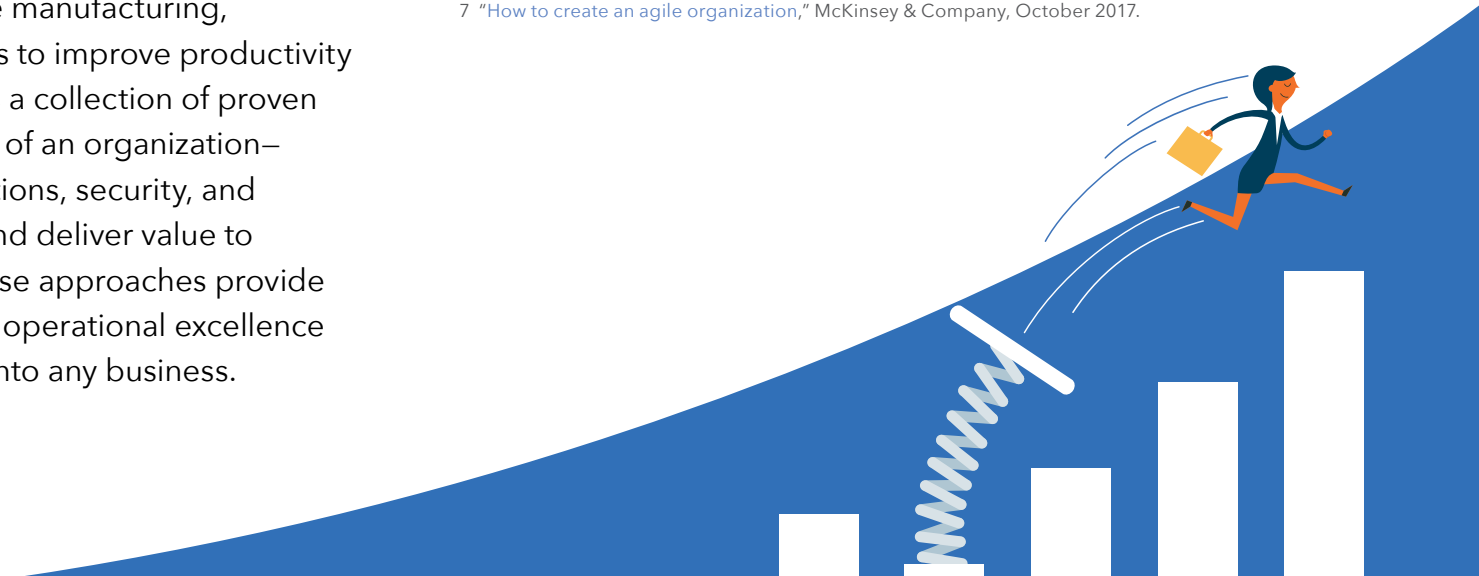 manufacturing,
s to improve productivity
a collection of proven
of an organization—
ions, security, and
nd deliver value to
se approaches provide
operational excellence
nto any business.
7 “How to create an agile organization,” McKinsey & Company, October 2017.